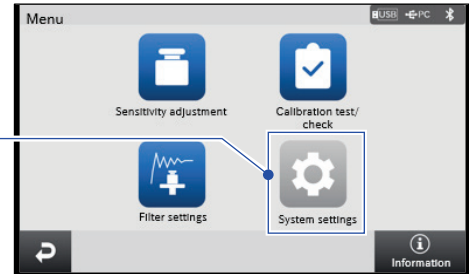 Menu
USB PC
Sensitivity adjustment
Calibration test/
check
Filter settings
System settings
Information